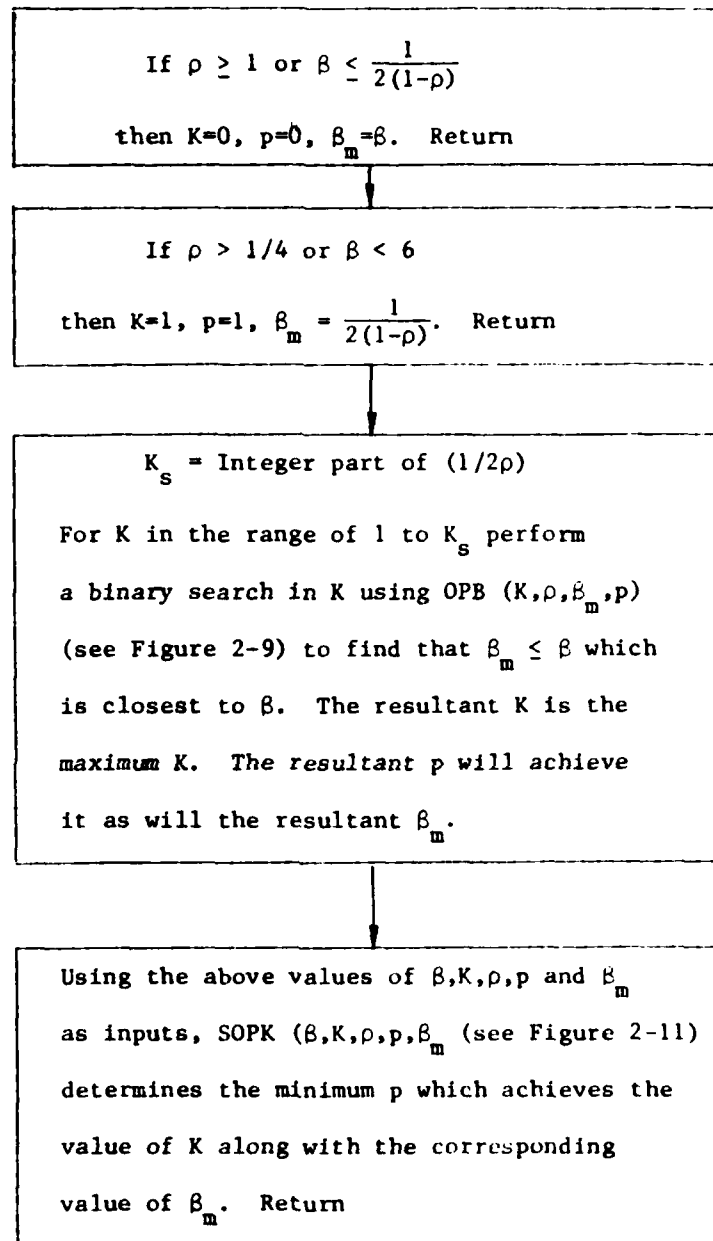 If ρ ≥ 1 or β ≤ 1/2(1-ρ)
then K=0, p=0, β_m=β. Return
If ρ > 1/4 or β < 6
then K=1, p=1, β_m = 1/2(1-ρ). Return
K_s = Integer part of (1/2ρ)
For K in the range of 1 to K_s perform
a binary search in K using OPB (K,ρ,β_m,p)
(see Figure 2-9) to find that β_m ≤ β which
is closest to β. The resultant K is the
maximum K. The resultant p will achieve
it as will the resultant β_m.
Using the above values of β,K,ρ,p and β_m
as inputs, SOPK (β,K,ρ,p,β_m (see Figure 2-11)
determines the minimum p which achieves the
value of K along with the corresponding
value of β_m. Return